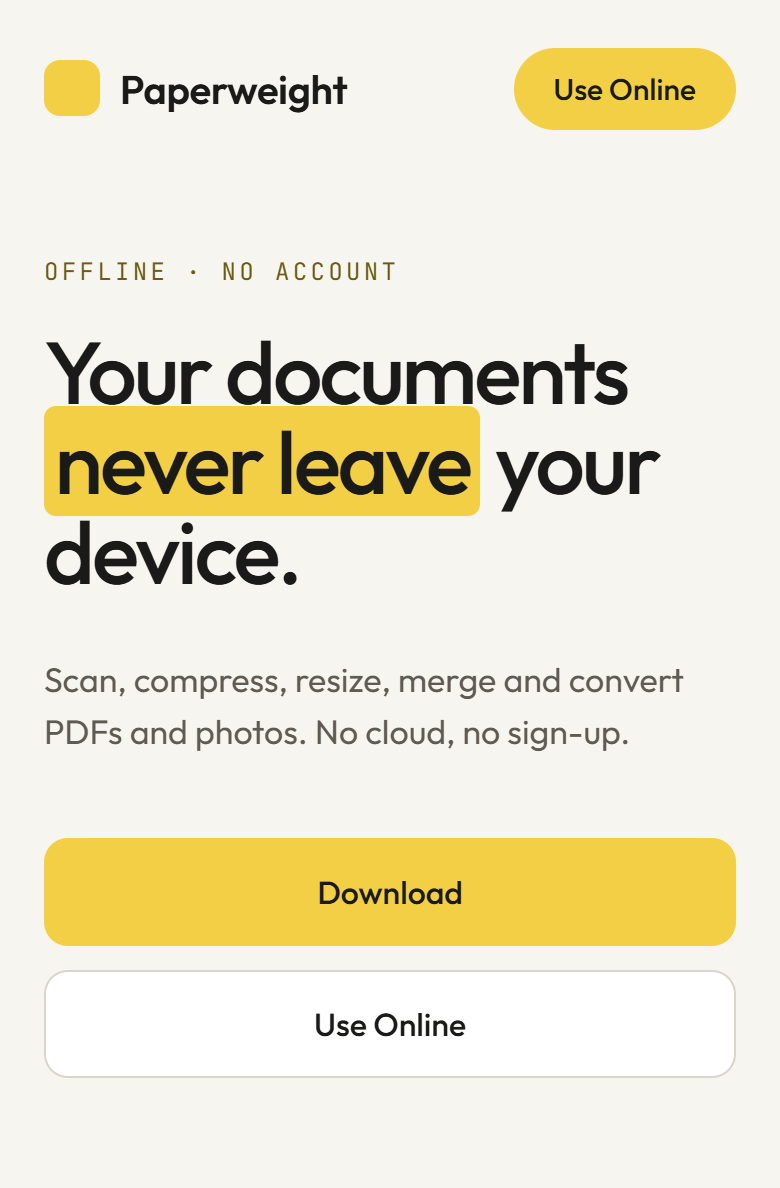 Paperweight
Use Online
OFFLINE · NO ACCOUNT
Your documents
never leave your
device.
Scan, compress, resize, merge and convert
PDFs and photos. No cloud, no sign-up.
Download
Use Online